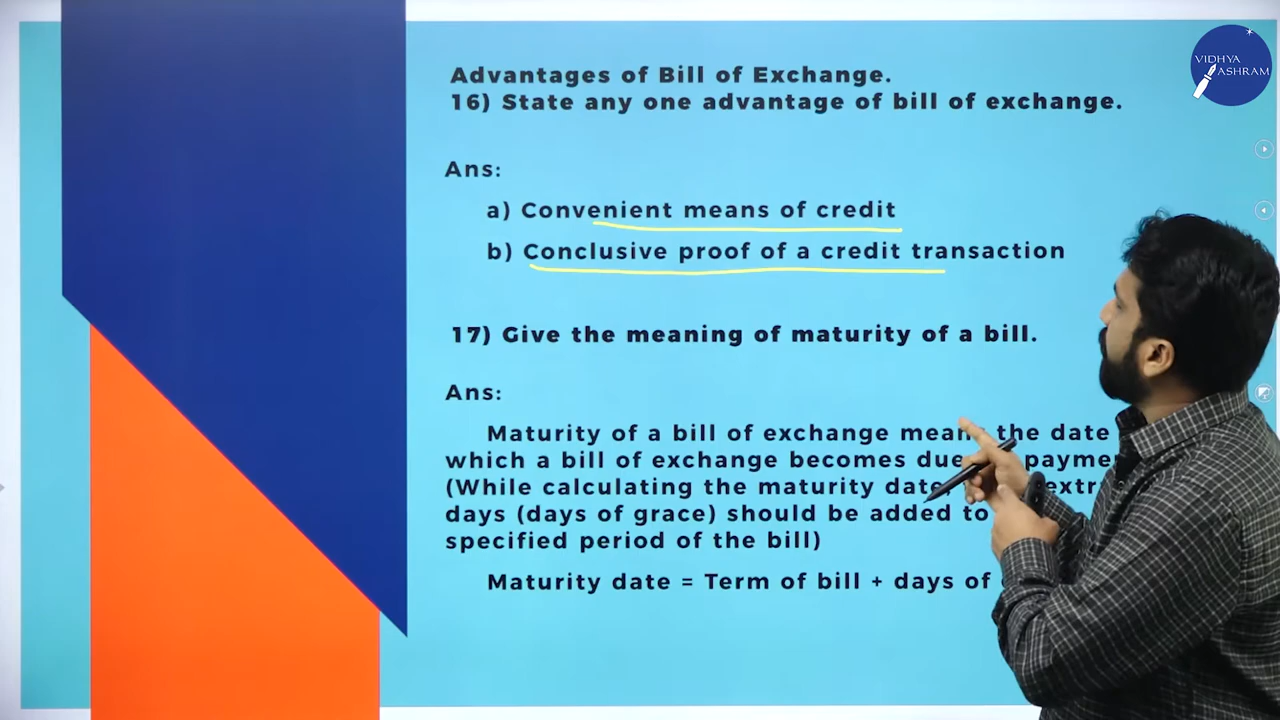 VIDHYA
ASHRAM
Advantages of Bill of Exchange.
16) State any one advantage of bill of exchange.
Ans:
a) Convenient means of credit
b) Conclusive proof of a credit transaction
17) Give the meaning of maturity of a bill.
Ans:
Maturity of a bill of exchange means the date
which a bill of exchange becomes due
(While calculating the maturity date,
days (days of grace) should be added to
specified period of the bill)
Maturity date = Term of bill + days of